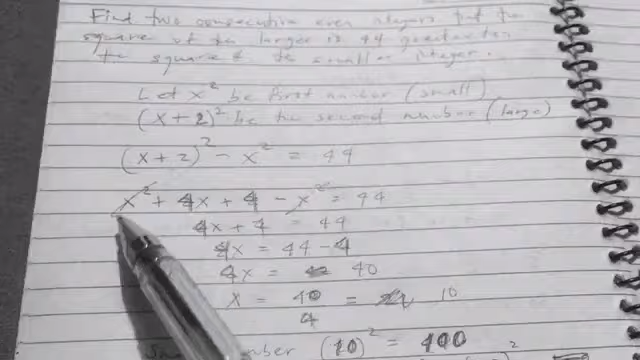 Find two consecutive even integers that the
square of the larger is 44 greater than
the square of the smaller integer.
Let x² be first number (small)
(x+2)² be the second number (large)
(x+2)² - x² = 44
x² + 4x + 4 - x² = 44
4x + 4 = 44
4x = 44 - 4
4x = 40
x = 40/4 = 10
number (10)² = 100